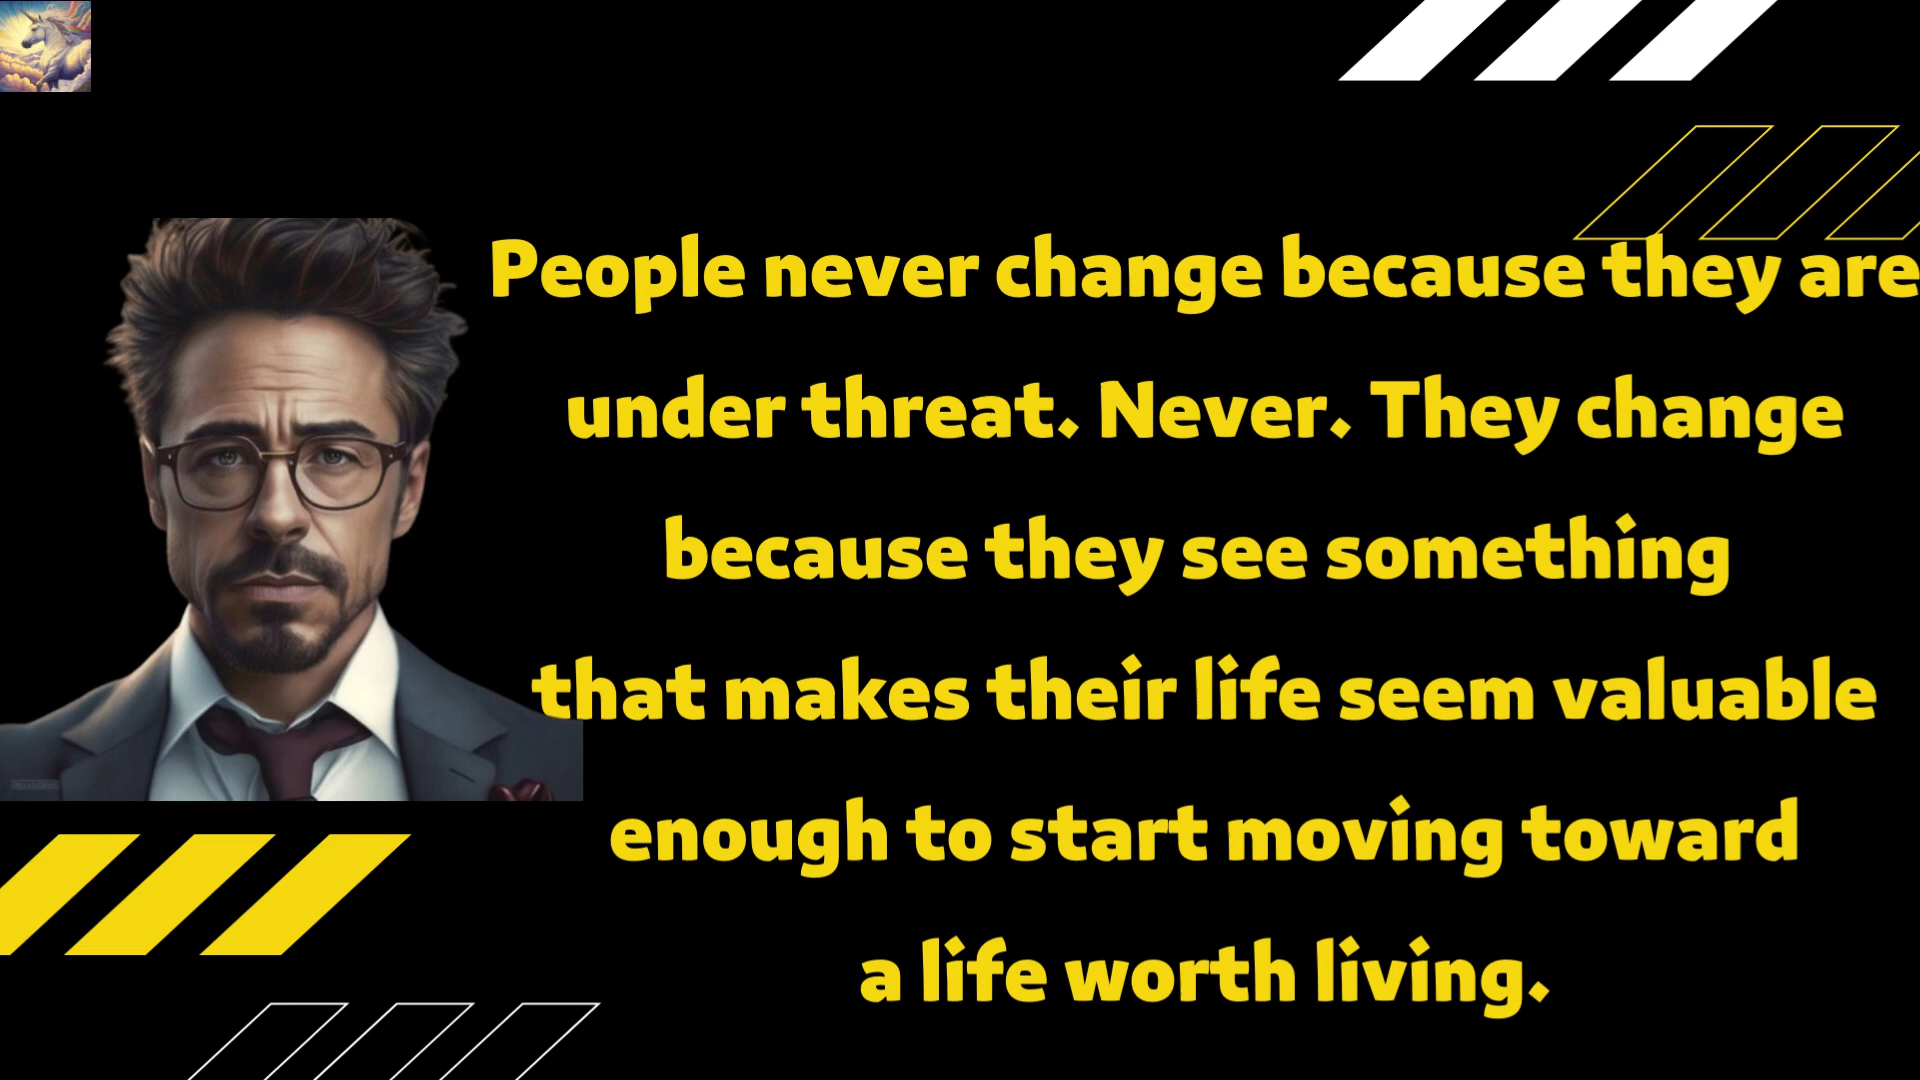 People never change because they are
under threat. Never. They change
because they see something
that makes their life seem valuable
enough to start moving toward
a life worth living.